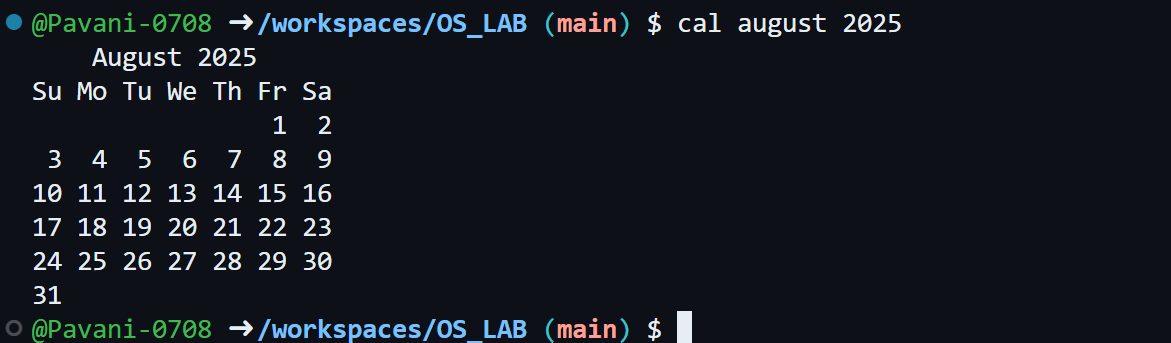 @Pavani-0708 ➜/workspaces/OS_LAB (main) $ cal august 2025
    August 2025
Su Mo Tu We Th Fr Sa
                1  2
 3  4  5  6  7  8  9
10 11 12 13 14 15 16
17 18 19 20 21 22 23
24 25 26 27 28 29 30
31
@Pavani-0708 ➜/workspaces/OS_LAB (main) $